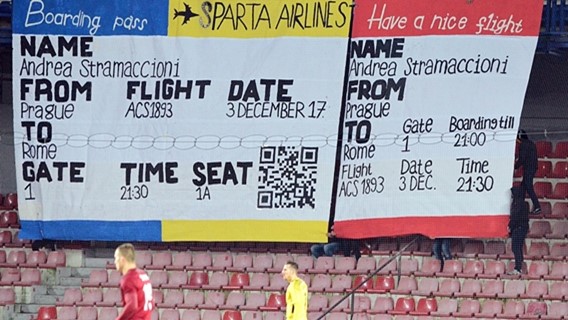 Boarding pass
SPARTA AIRLINES
NAME
Andrea Stramaccioni
FROM FLIGHT DATE
Prague ACS1893 3 DECEMBER 17.
TO
Rome
GATE TIME SEAT
1 21:30 1A
Have a nice flight
NAME
Andrea Stramaccioni
FROM
Prague
TO Gate Boarding till
Rome 1 21:00
Flight Date Time
ACS 1893 3 DEC. 21:30